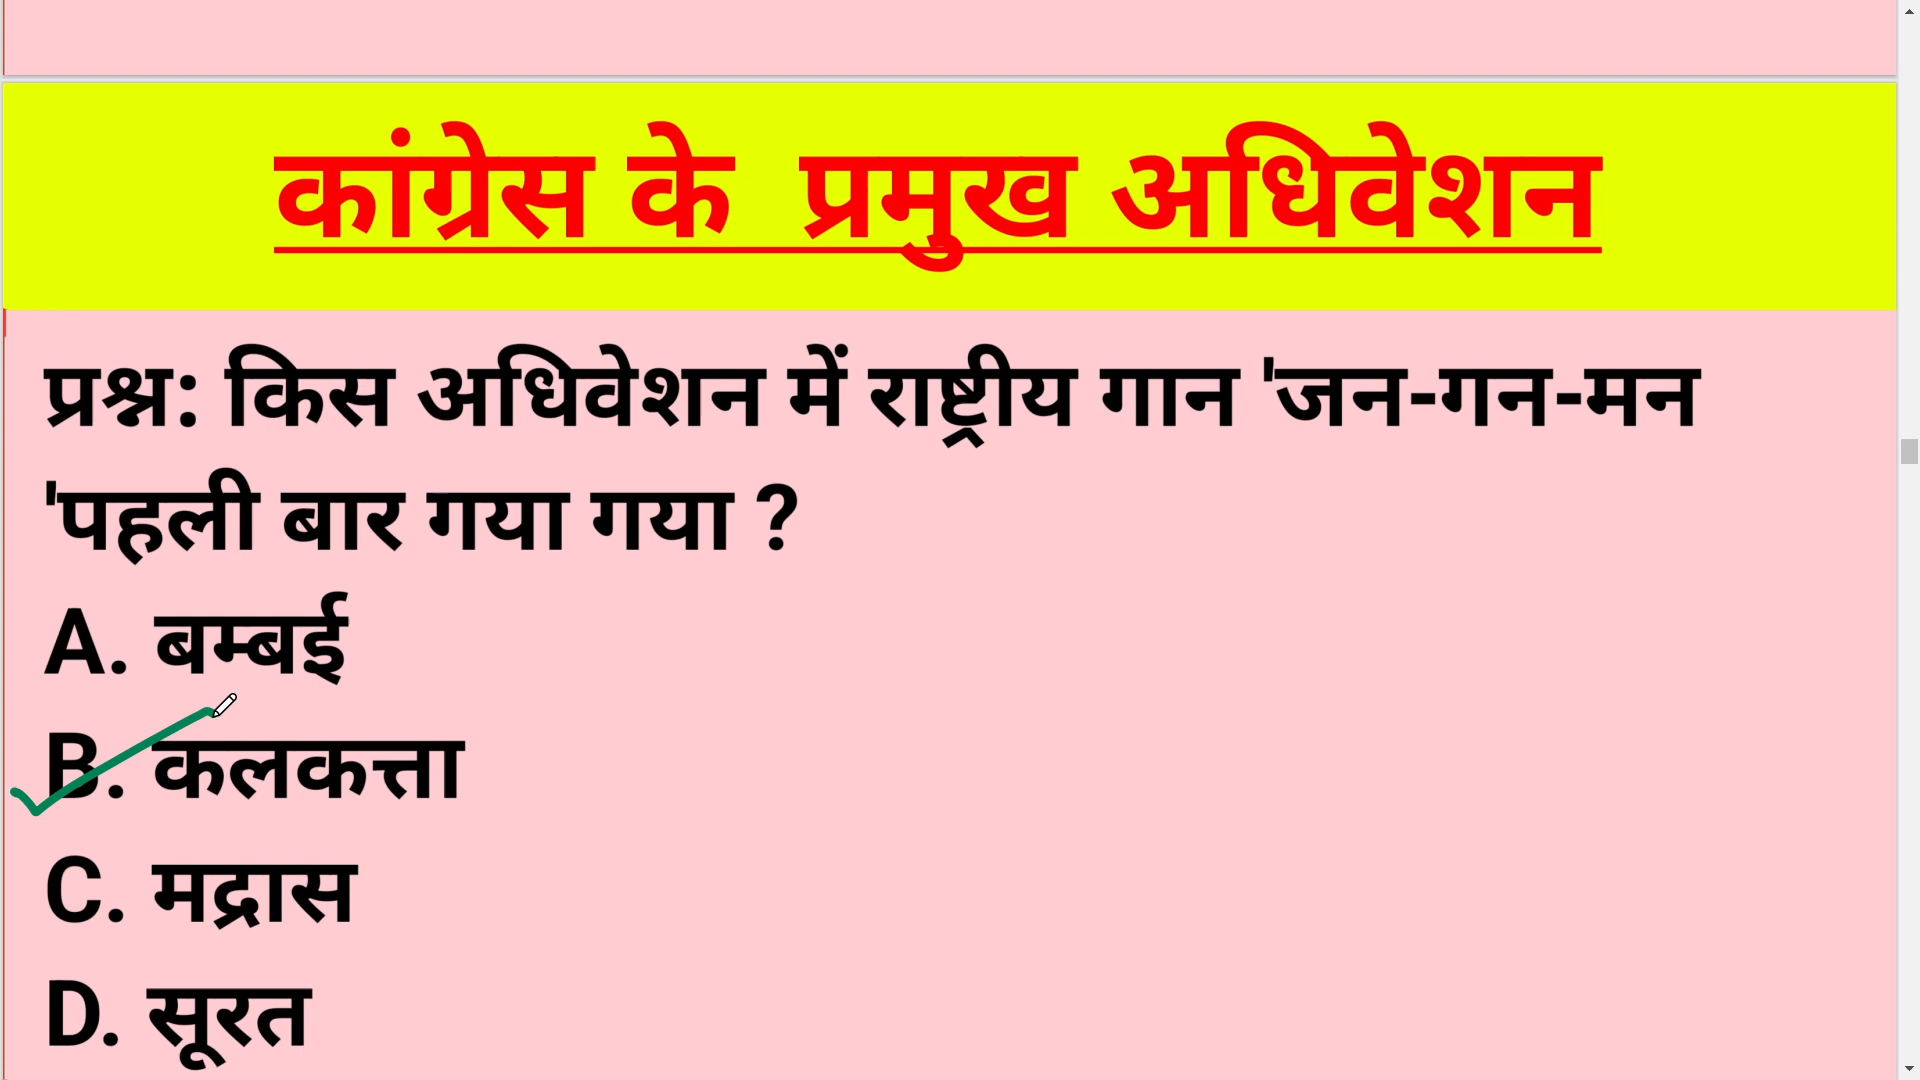 कांग्रेस के प्रमुख अधिवेशन
प्रश्न: किस अधिवेशन में राष्ट्रीय गान 'जन-गन-मन
'पहली बार गया गया ?
A. बम्बई
B. कलकत्ता
C. मद्रास
D. सूरत